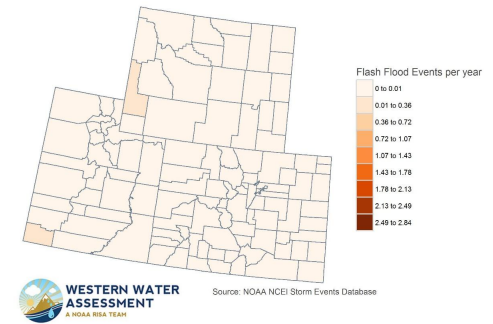 Flash Flood Events per year
0 to 0.01
0.01 to 0.36
0.36 to 0.72
0.72 to 1.07
1.07 to 1.43
1.43 to 1.78
1.78 to 2.13
2.13 to 2.49
2.49 to 2.84
WESTERN WATER
ASSESSMENT
A NOAA RISA TEAM
Source: NOAA NCEI Storm Events Database